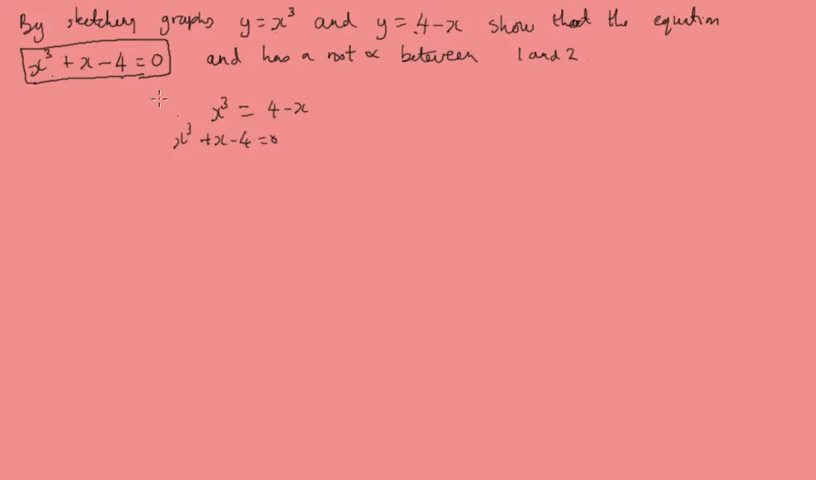 By sketching graphs y = x³ and y = 4-x show that the equation
x³ + x - 4 = 0 and has a root α between 1 and 2.
x³ = 4-x
x³ + x - 4 = 0